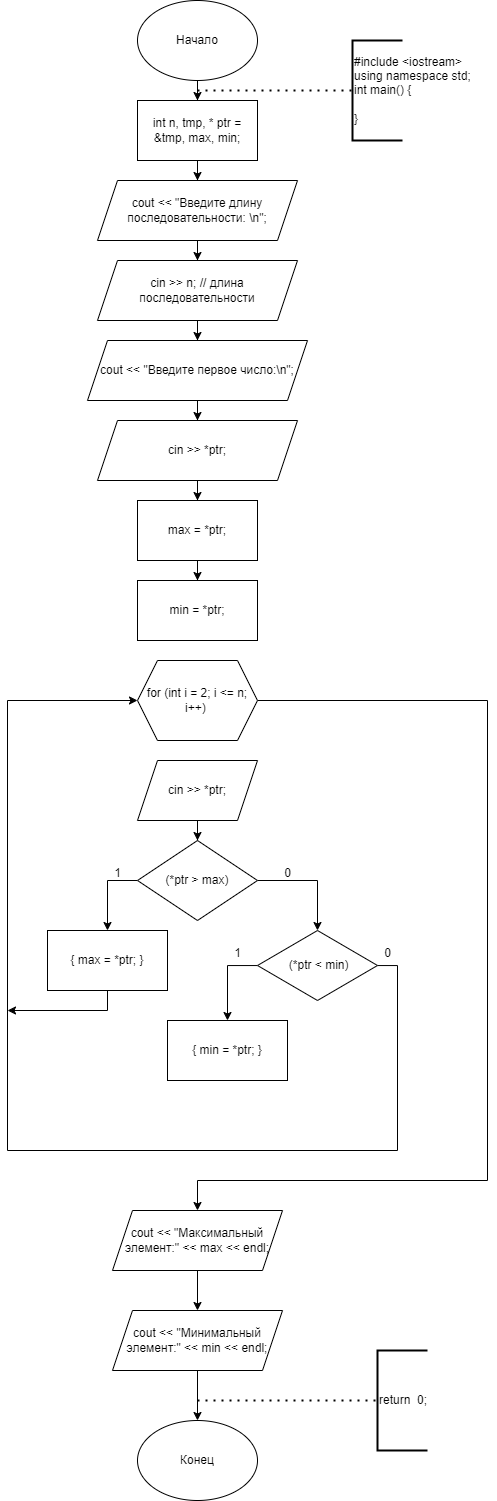 Начало
#include <iostream>
using namespace std;
int main() {
}
int n, tmp, * ptr =
&tmp, max, min;
cout << "Введите длину
последовательности: \n";
cin >> n; // длина
последовательности
cout << "Введите первое число:\n";
cin >> *ptr;
max = *ptr;
min = *ptr;
for (int i = 2; i <= n;
i++)
cin >> *ptr;
1
(*ptr > max)
0
{ max = *ptr; }
1
(*ptr < min)
0
{ min = *ptr; }
cout << "Максимальный
элемент:" << max << endl;
cout << "Минимальный
элемент:" << min << endl;
return 0;
Конец